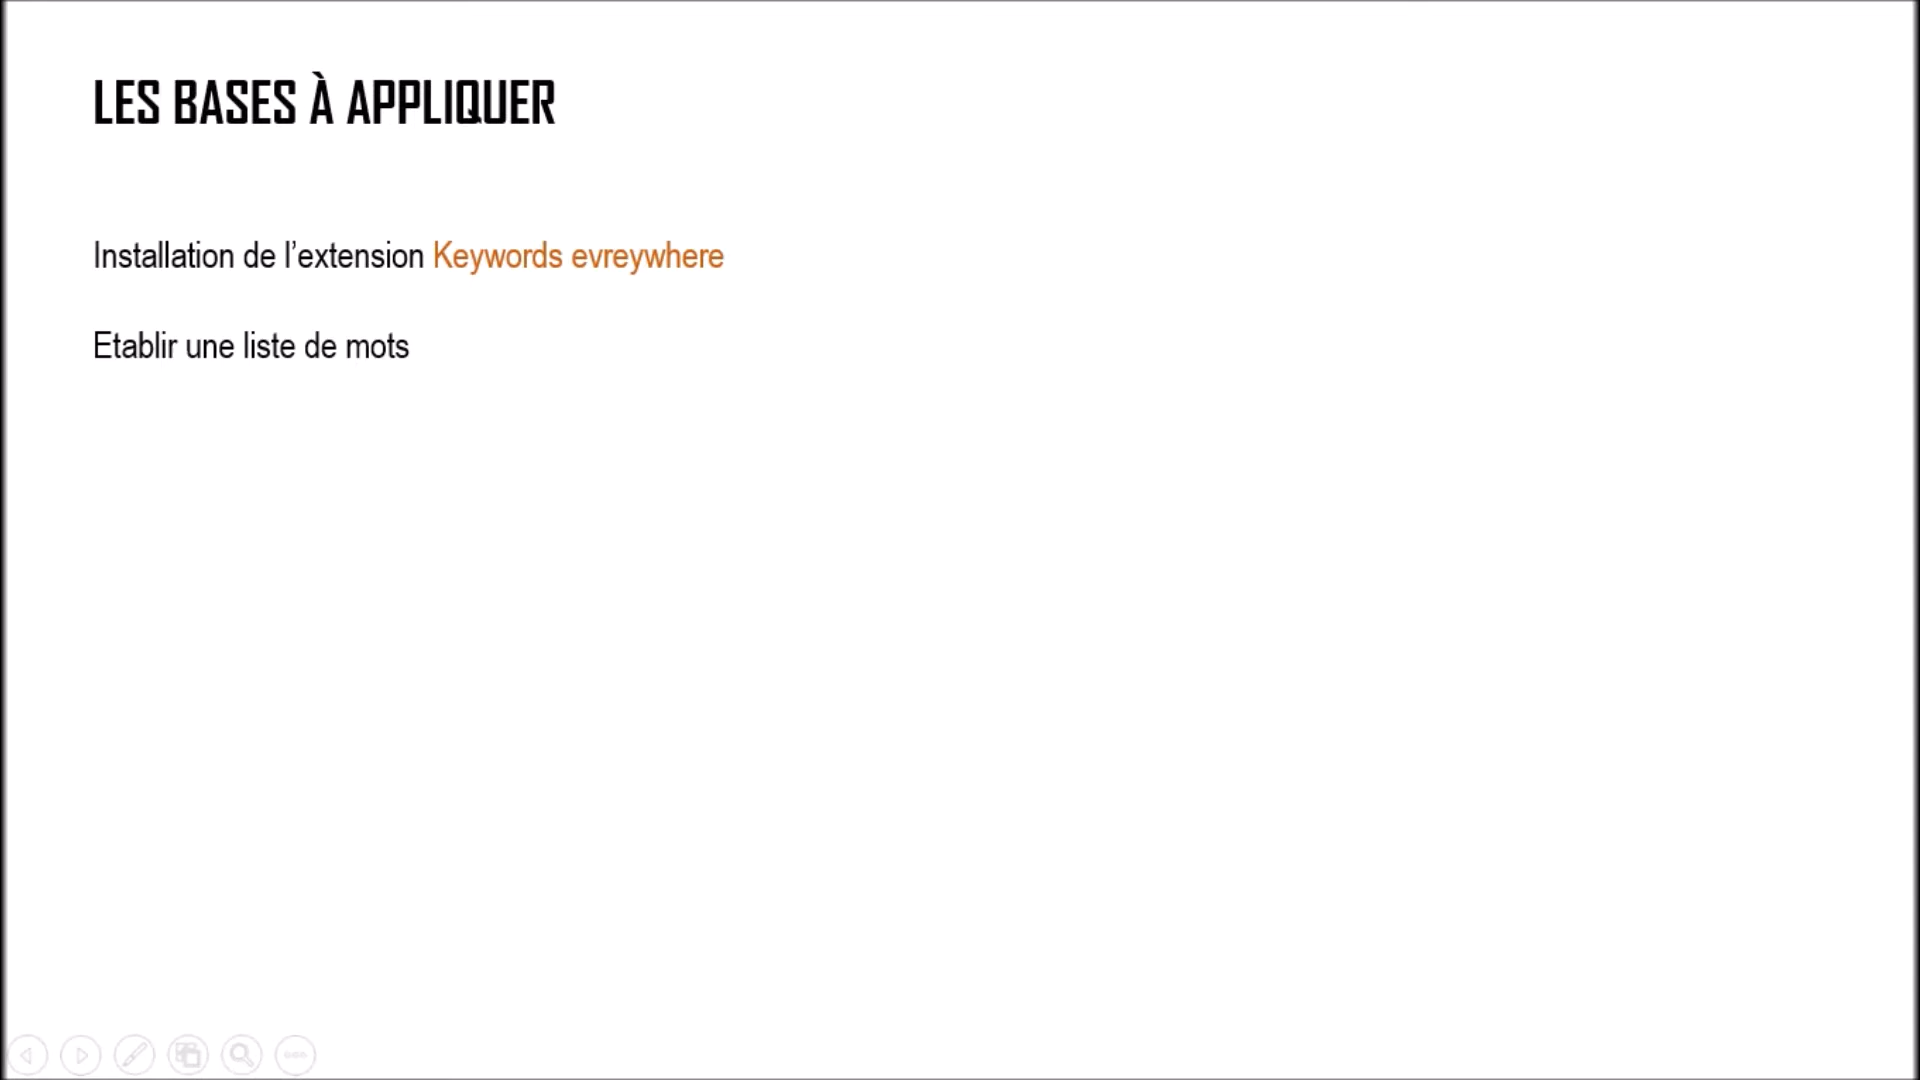 LES BASES À APPLIQUER
Installation de l’extension Keywords evreywhere
Etablir une liste de mots